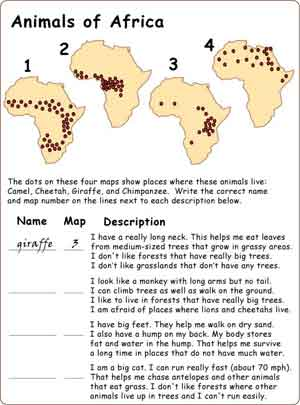 Animals of Africa
1
2
3
4
The dots on these four maps show places where these animals live:
Camel, Cheetah, Giraffe, and Chimpanzee. Write the correct name
and map number on the lines next to each description below.
Name Map Description
giraffe 3
I have a really long neck. This helps me eat leaves
from medium-sized trees that grow in grassy areas.
I don't like forests that have really big trees.
I don't like grasslands that don't have any trees.
I look like a monkey with long arms but no tail.
I can climb trees as well as walk on the ground.
I like to live in forests that have really big trees.
I am afraid of places where lions and cheetahs live.
I have big feet. They help me walk on dry sand.
I also have a hump on my back. My body stores
fat and water in the hump. That helps me survive
a long time in places that do not have much water.
I am a big cat. I can run really fast (about 70 mph).
That helps me chase antelopes and other animals
that eat grass. I don't like forests where other
animals live up in trees and I can't run easily.